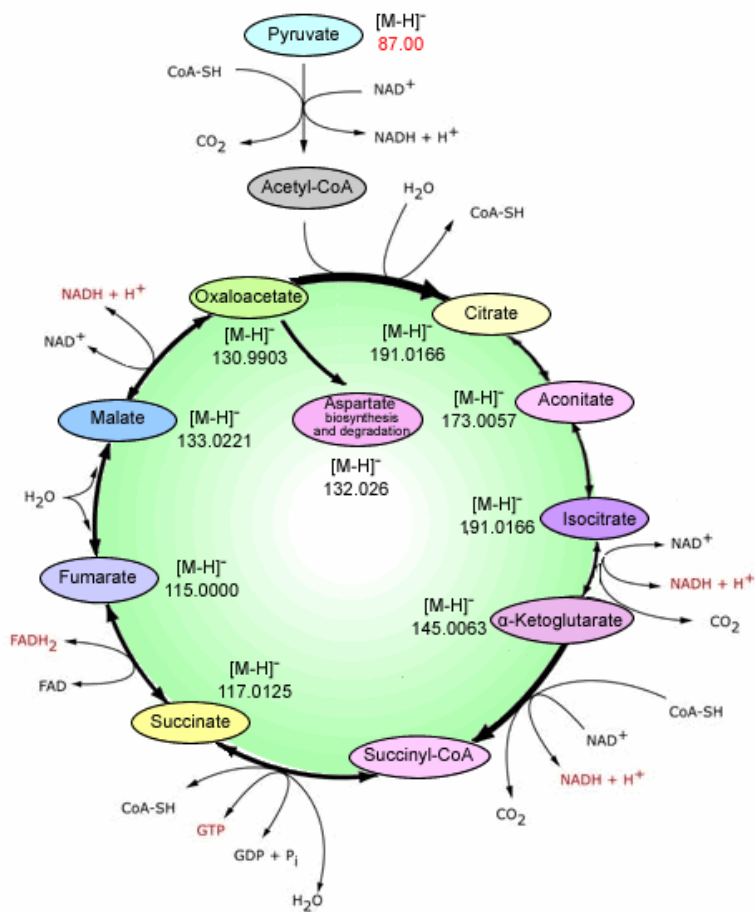 [M-H]⁻
Pyruvate
87.00
CoA-SH
NAD⁺
CO₂
NADH + H⁺
Acetyl-CoA
H₂O
CoA-SH
NADH + H⁺
Oxaloacetate
Citrate
NAD⁺
[M-H]⁻
130.9903
[M-H]⁻
191.0166
Malate
[M-H]⁻
133.0221
Aspartate
biosynthesis
and degradation
[M-H]⁻
132.026
[M-H]⁻
173.0057
Aconitate
H₂O
[M-H]⁻
191.0166
Isocitrate
NAD⁺
NADH + H⁺
CO₂
Fumarate
[M-H]⁻
115.0000
[M-H]⁻
145.0063
α-Ketoglutarate
FADH₂
FAD
[M-H]⁻
117.0125
Succinate
CoA-SH
NAD⁺
NADH + H⁺
CO₂
Succinyl-CoA
CoA-SH
GTP
GDP + Pᵢ
H₂O